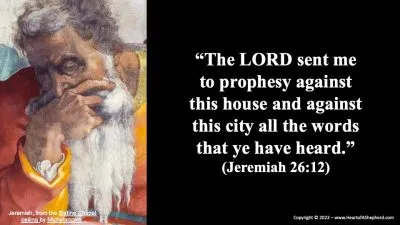 “The LORD sent me
to prophesy against
this house and against
this city all the words
that ye have heard.”
(Jeremiah 26:12)
Jeremiah, from the Sistine Chapel
ceiling by Michelangelo.
Copyright © 2022 – www.HeartofAShepherd.com